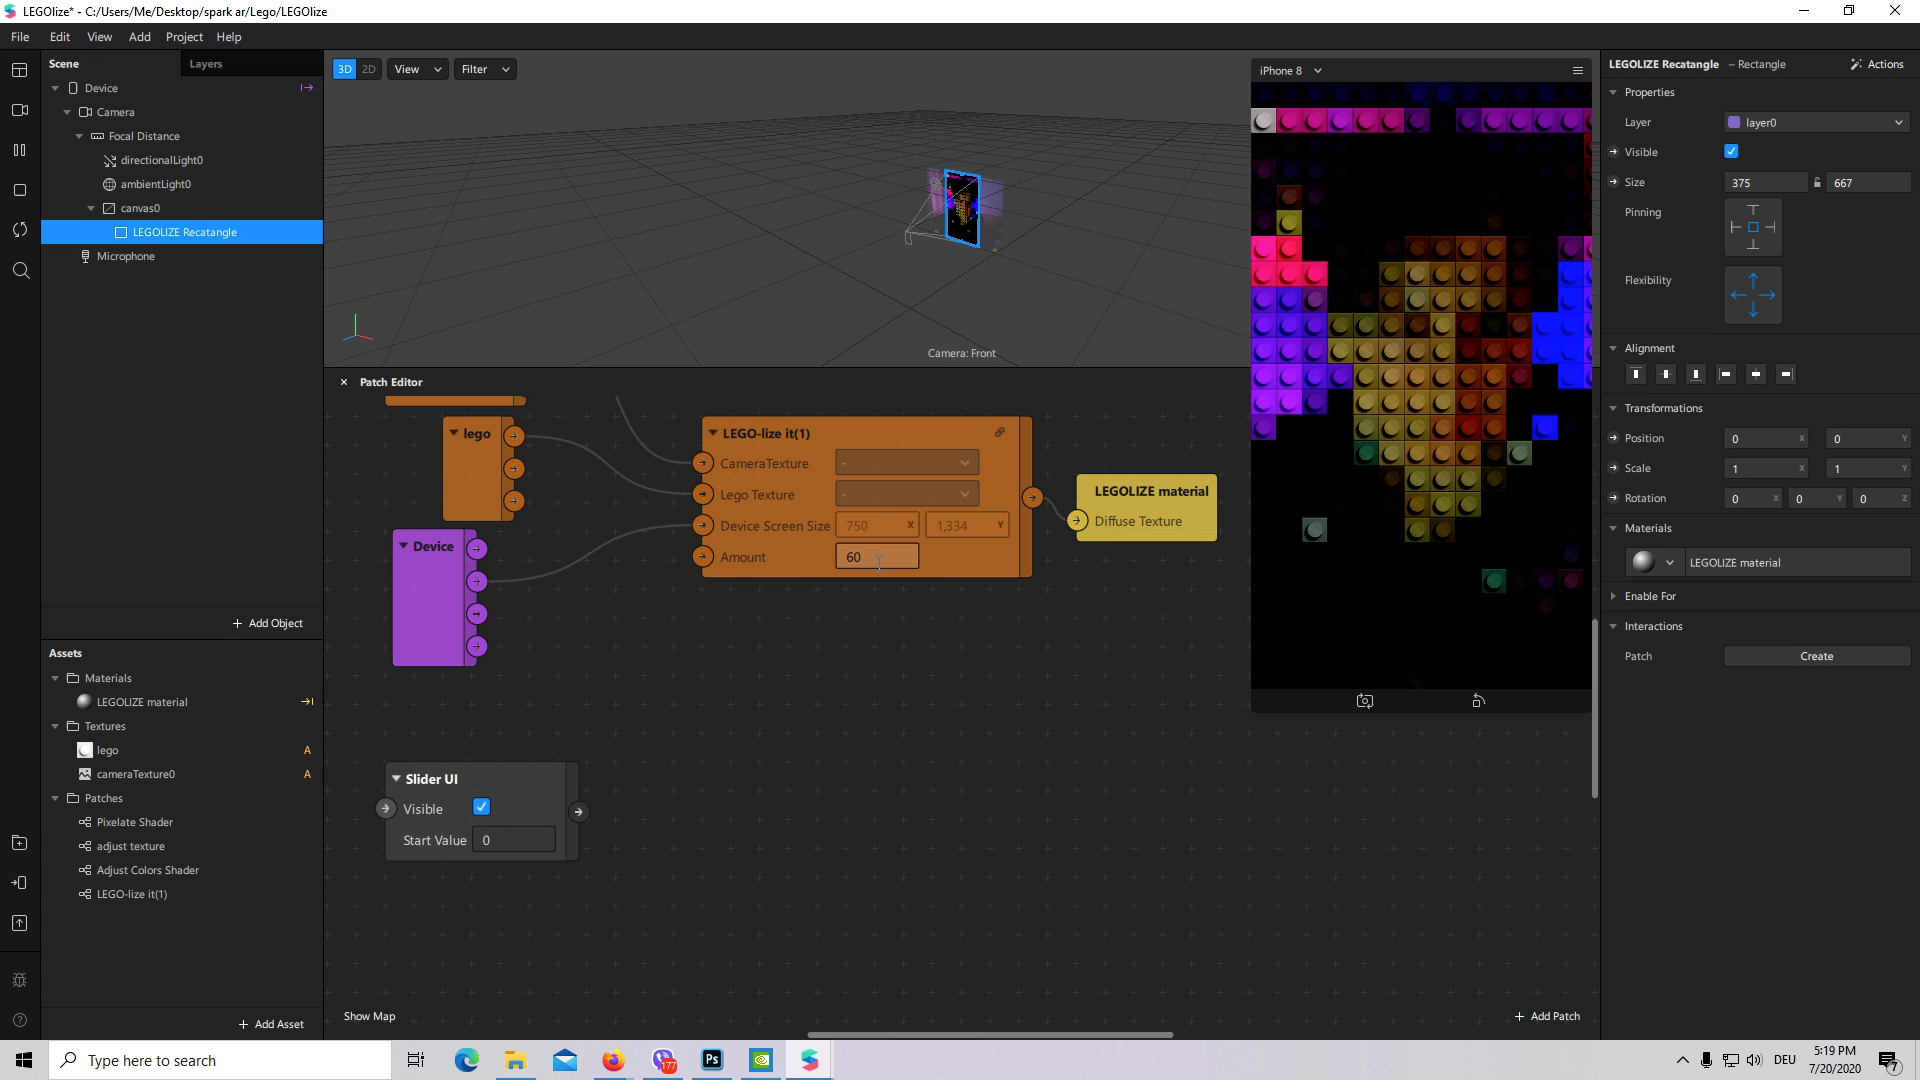 LEGOlize* - C:/Users/Me/Desktop/spark ar/Lego/LEGOlize
File Edit View Add Project Help
Scene Layers
Device
Camera
Focal Distance
directionalLight0
ambientLight0
canvas0
LEGOLIZE Recatangle
Microphone
+ Add Object
Assets
Materials
LEGOLIZE material
Textures
lego A
cameraTexture0 A
Patches
Pixelate Shader
adjust texture
Adjust Colors Shader
LEGO-lize it(1)
+ Add Asset
3D 2D View Filter
Camera: Front
iPhone 8
Patch Editor
lego
Device
LEGO-lize it(1)
CameraTexture -
Lego Texture -
Device Screen Size 750 X 1,334 Y
Amount 60
LEGOLIZE material
Diffuse Texture
Slider UI
Visible
Start Value 0
Show Map
+ Add Patch
LEGOLIZE Recatangle – Rectangle Actions
Properties
Layer layer0
Visible
Size 375 667
Pinning
Flexibility
Alignment
Transformations
Position 0 X 0 Y
Scale 1 X 1 Y
Rotation 0 X 0 Y 0 Z
Materials
LEGOLIZE material
Enable For
Interactions
Patch Create
Type here to search
177
Ps
DEU
5:19 PM
7/20/2020
7